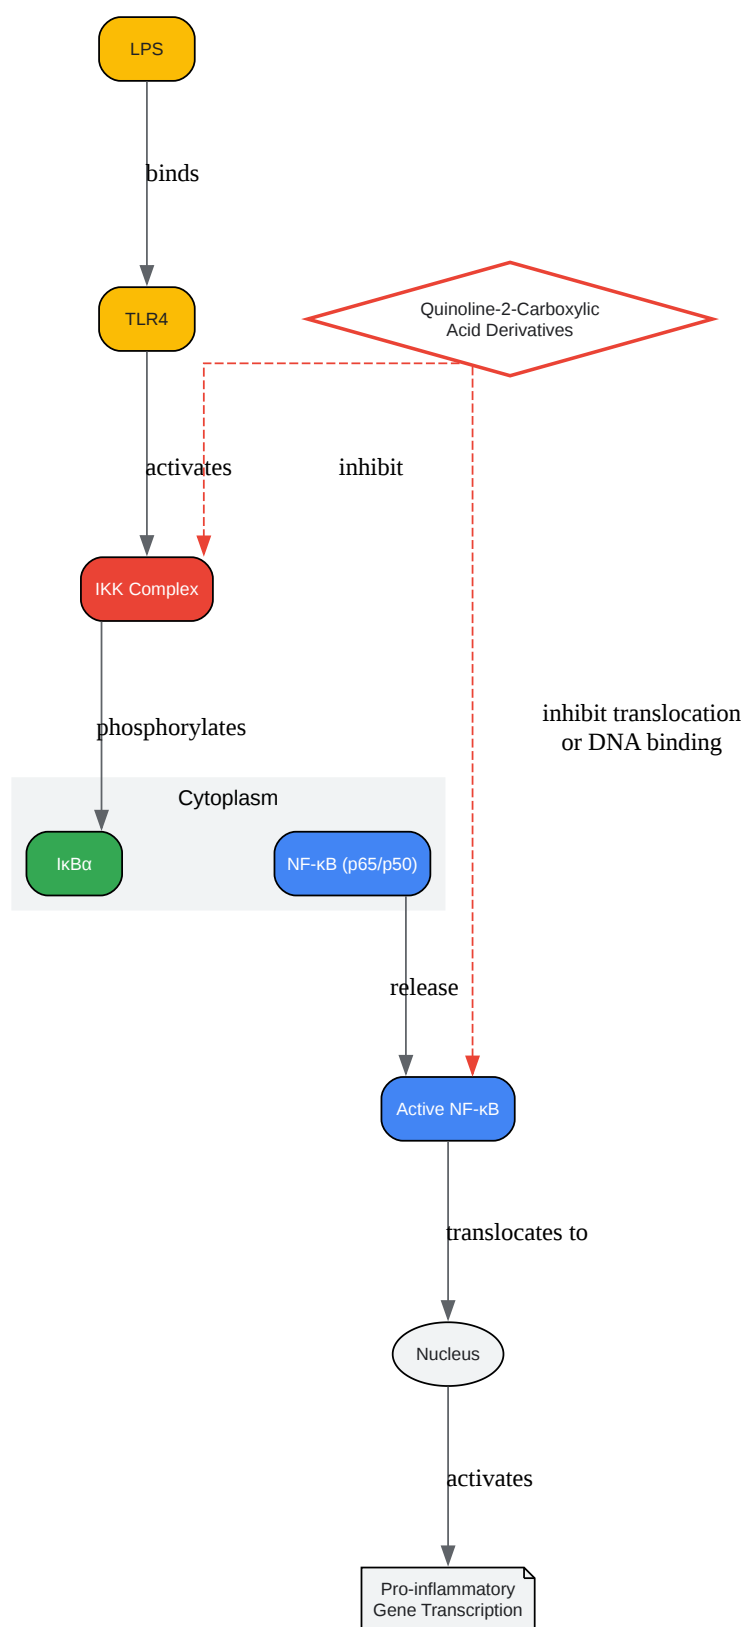 LPS
binds
TLR4
Quinoline-2-Carboxylic
Acid Derivatives
activates
inhibit
IKK Complex
phosphorylates
inhibit translocation
or DNA binding
Cytoplasm
IκBα
NF-κB (p65/p50)
release
Active NF-κB
translocates to
Nucleus
activates
Pro-inflammatory
Gene Transcription